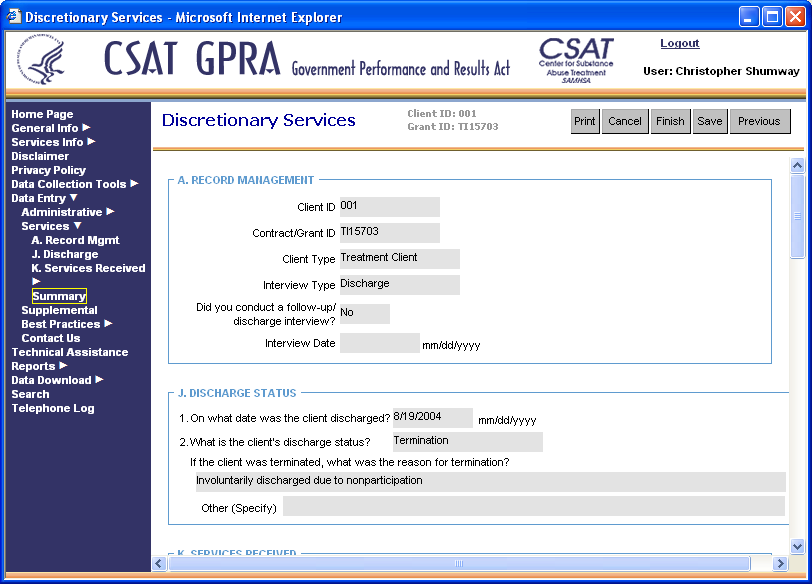 Discretionary Services - Microsoft Internet Explorer
CSAT GPRA Government Performance and Results Act
CSAT
Center for Substance
Abuse Treatment
SAMHSA
Logout
User: Christopher Shumway
Home Page
General Info
Services Info
Disclaimer
Privacy Policy
Data Collection Tools
Data Entry
Administrative
Services
A. Record Mgmt
J. Discharge
K. Services Received
Summary
Supplemental
Best Practices
Contact Us
Technical Assistance
Reports
Data Download
Search
Telephone Log
Discretionary Services
Client ID: 001
Grant ID: TI15703
Print Cancel Finish Save Previous
A. RECORD MANAGEMENT
Client ID 001
Contract/Grant ID TI15703
Client Type Treatment Client
Interview Type Discharge
Did you conduct a follow-up/
discharge interview? No
Interview Date mm/dd/yyyy
J. DISCHARGE STATUS
1. On what date was the client discharged? 8/19/2004 mm/dd/yyyy
2. What is the client's discharge status? Termination
If the client was terminated, what was the reason for termination?
Involuntarily discharged due to nonparticipation
Other (Specify)
K. SERVICES RECEIVED